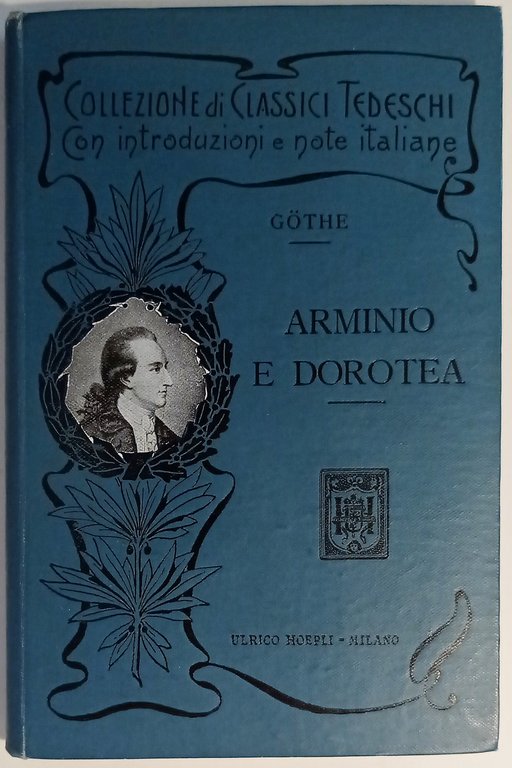 COLLEZIONE di CLASSICI TEDESCHI
Con introduzioni e note italiane
GÖTHE
ARMINIO
E DOROTEA
ULRICO HOEPLI - MILANO